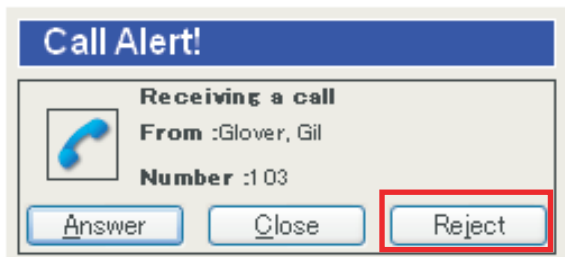 Call Alert!
Receiving a call
From :Glover, Gil
Number :103
Answer Close Reject